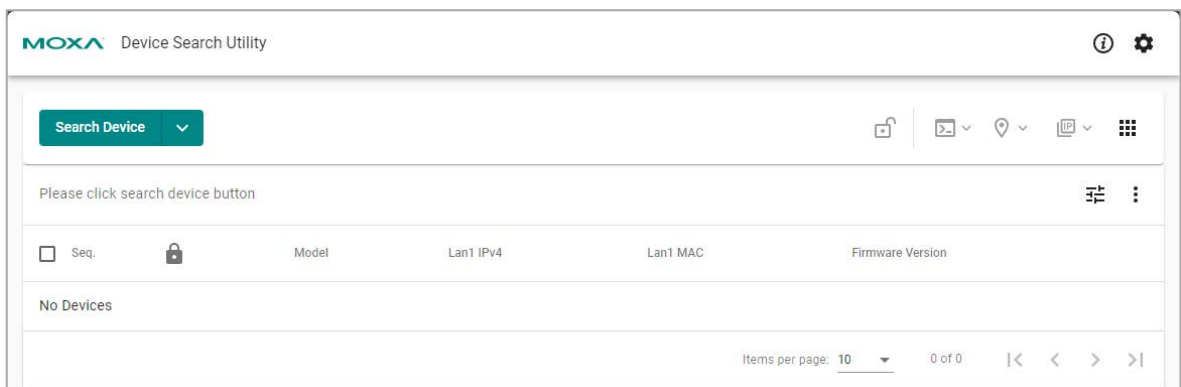 MOXA Device Search Utility
Search Device
IP
Please click search device button
Seq. Model Lan1 IPv4 Lan1 MAC Firmware Version
No Devices
Items per page: 10 0 of 0